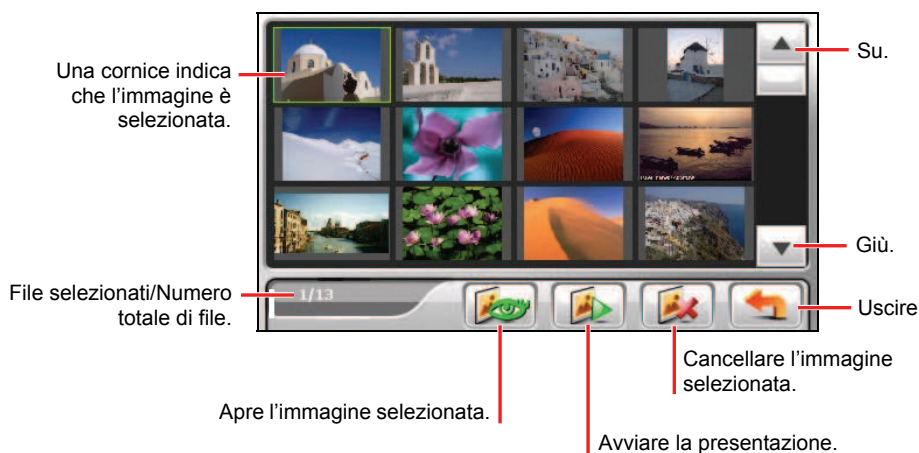 Una cornice indica
che l'immagine è
selezionata.
Su.
Giù.
File selezionati/Numero
totale di file.
1/13
Uscire
Cancellare l'immagine
selezionata.
Apre l'immagine selezionata.
Avviare la presentazione.